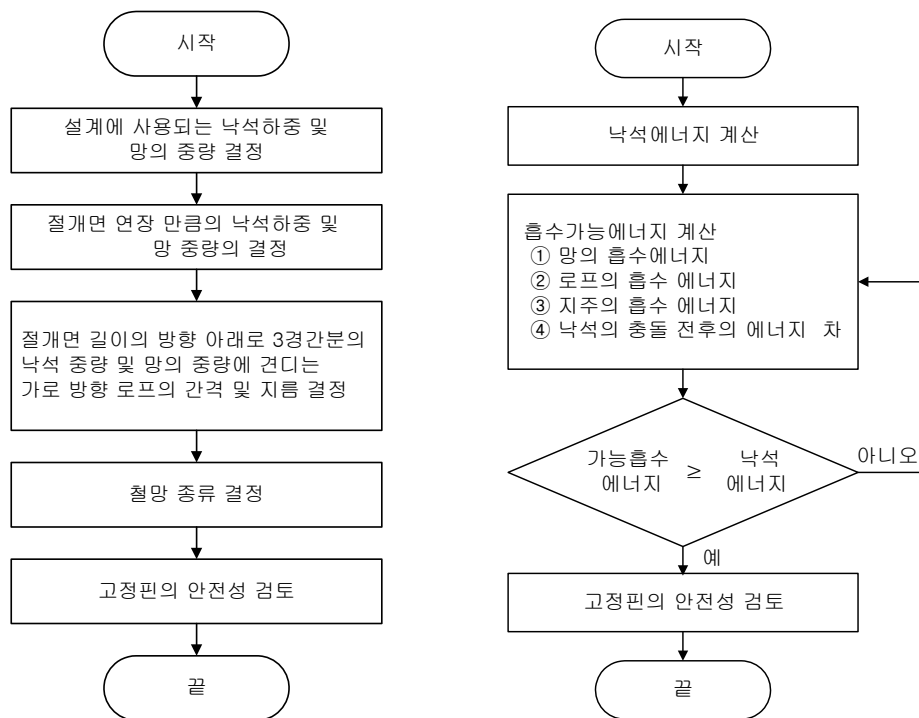 시작
설계에 사용되는 낙석하중 및
망의 중량 결정
절개면 연장 만큼의 낙석하중 및
망 중량의 결정
절개면 길이의 방향 아래로 3경간분의
낙석 중량 및 망의 중량에 견디는
가로 방향 로프의 간격 및 지름 결정
철망 종류 결정
고정핀의 안전성 검토
끝
시작
낙석에너지 계산
흡수가능에너지 계산
① 망의 흡수에너지
② 로프의 흡수 에너지
③ 지주의 흡수 에너지
④ 낙석의 충돌 전후의 에너지 차
가능흡수
에너지
≥
낙석
에너지
아니오
예
고정핀의 안전성 검토
끝